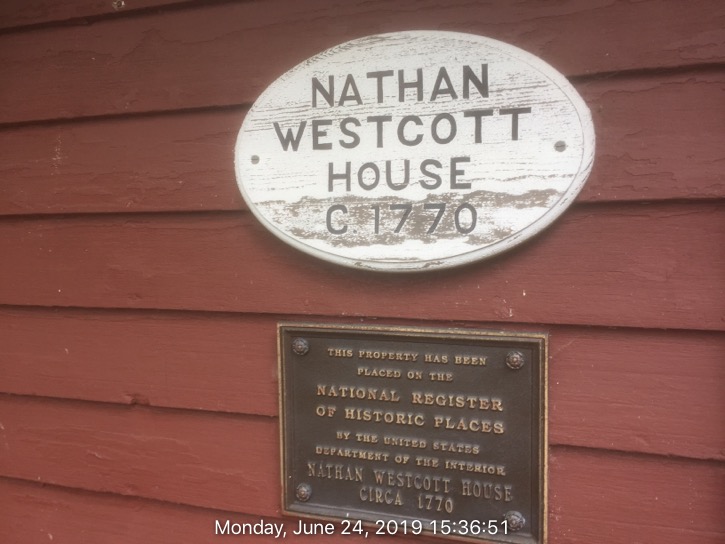 NATHAN
WESTCOTT
HOUSE
C. 1770
THIS PROPERTY HAS BEEN
PLACED ON THE
NATIONAL REGISTER
OF HISTORIC PLACES
BY THE UNITED STATES
DEPARTMENT OF THE INTERIOR
NATHAN WESTCOTT HOUSE
CIRCA 1770
Monday, June 24, 2019 15:36:51